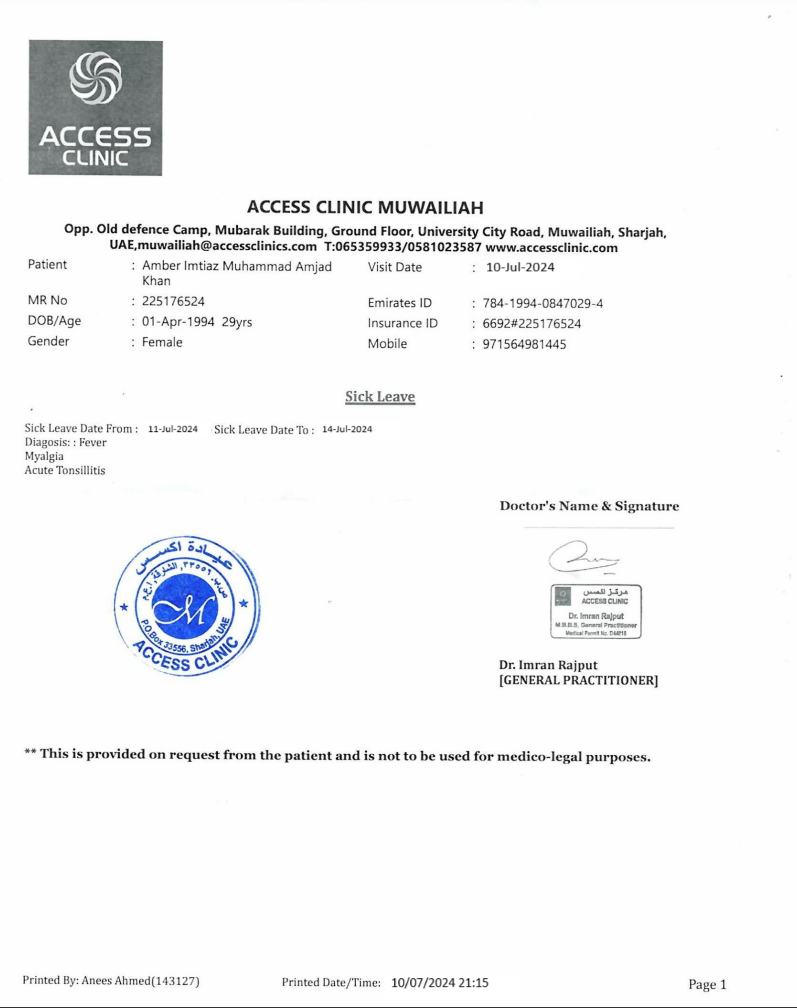 ACCESS
CLINIC
ACCESS CLINIC MUWAILIAH
Opp. Old defence Camp, Mubarak Building, Ground Floor, University City Road, Muwailiah, Sharjah,
UAE,muwailiah@accessclinics.com T:065359933/0581023587 www.accessclinic.com
Patient : Amber Imtiaz Muhammad Amjad Khan Visit Date : 10-Jul-2024
MR No : 225176524 Emirates ID : 784-1994-0847029-4
DOB/Age : 01-Apr-1994 29yrs Insurance ID : 6692#225176524
Gender : Female Mobile : 971564981445
Sick Leave
Sick Leave Date From : 11-Jul-2024 Sick Leave Date To : 14-Jul-2024
Diagosis: : Fever
Myalgia
Acute Tonsillitis
Doctor's Name & Signature
عيادة اكسس
ص.ب. ٣٣٥٥٦, الشارقة, ا.ع.م
M
P.O.Box 33556, Sharjah, UAE
ACCESS CLINIC
مركز اكسس
ACCESS CLINIC
Dr. Imran Rajput
M.B.B.S, General Practitioner
Medical Permit No. D44818
Dr. Imran Rajput
[GENERAL PRACTITIONER]
** This is provided on request from the patient and is not to be used for medico-legal purposes.
Printed By: Anees Ahmed(143127) Printed Date/Time: 10/07/2024 21:15 Page 1